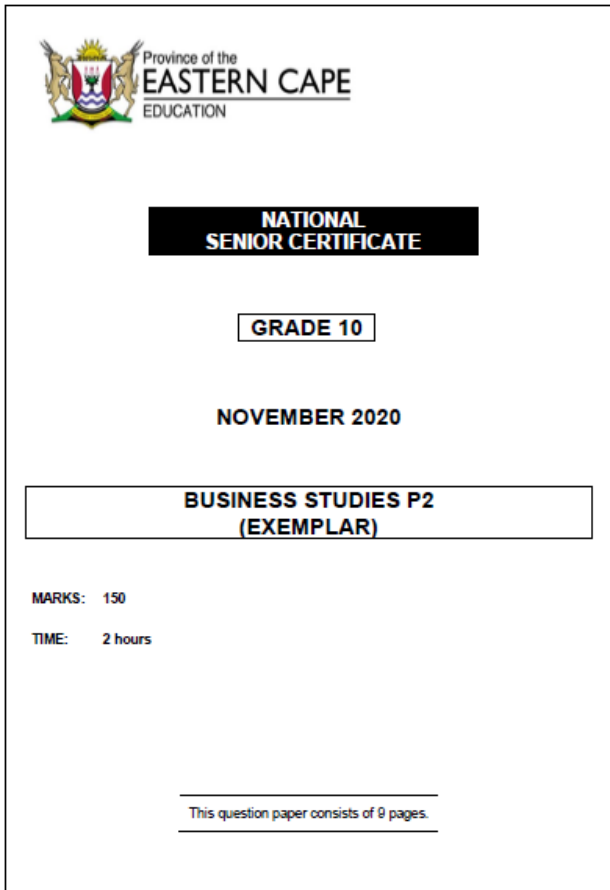 Province of the
EASTERN CAPE
EDUCATION
NATIONAL
SENIOR CERTIFICATE
GRADE 10
NOVEMBER 2020
BUSINESS STUDIES P2
(EXEMPLAR)
MARKS: 150
TIME: 2 hours
This question paper consists of 9 pages.